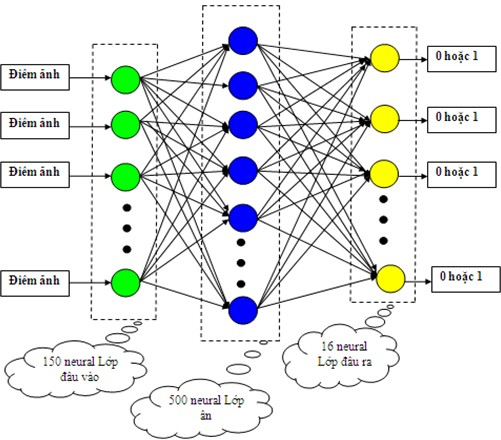 Điểm ảnh
0 hoặc 1
Điểm ảnh
0 hoặc 1
Điểm ảnh
0 hoặc 1
Điểm ảnh
0 hoặc 1
150 neural Lớp
đầu vào
500 neural Lớp
ẩn
16 neural
Lớp đầu ra